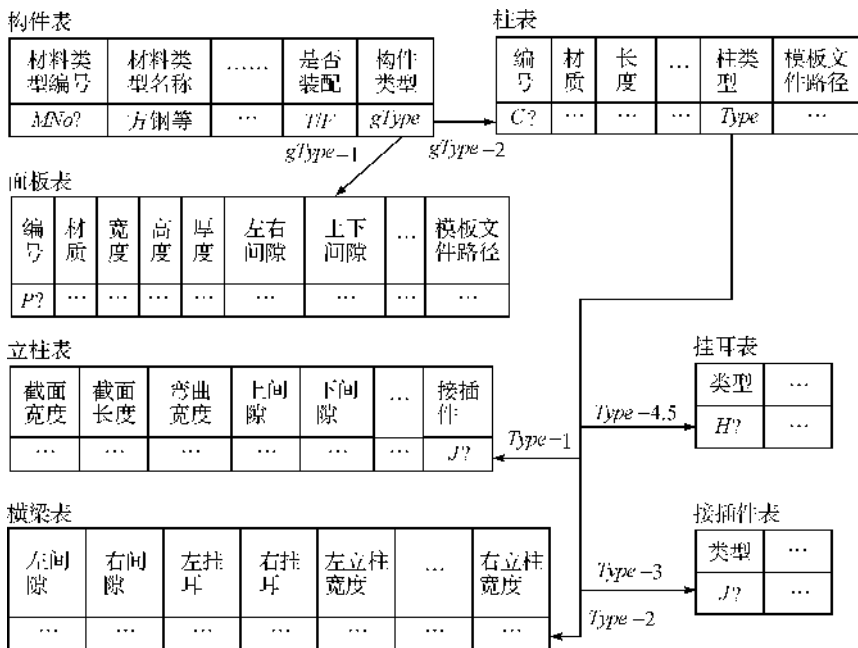 构件表
材料类 材料类 …… 是否 构件
型编号 型名称 装配 类型
MNo? 方钢等 … T/F gType
柱表
编 材 长 … 柱类 模板文
号 质 度 型 件路径
C? … … … Type …
gType-1 gType-2
面板表
编 材 宽 高 厚 左右 上下 … 模板文
号 质 度 度 度 间隙 间隙 件路径
P? … … … … … … … …
立柱表
截面 截面 弯曲 上间 下间 … 接插
宽度 长度 宽度 隙 隙 件
… … … … … … J?
Type-1
挂耳表
类型 …
H? …
Type-4.5
横梁表
左间 右间 左挂 右挂 左立柱 … 右立柱
隙 隙 耳 耳 宽度 宽度
… … … … … … …
接插件表
类型 …
J? …
Type-3
Type-2